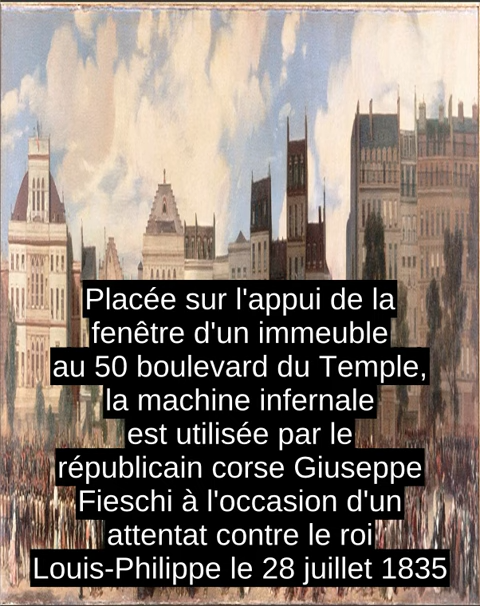 Placée sur l'appui de la
fenêtre d'un immeuble
au 50 boulevard du Temple,
la machine infernale
est utilisée par le
républicain corse Giuseppe
Fieschi à l'occasion d'un
attentat contre le roi
Louis-Philippe le 28 juillet 1835